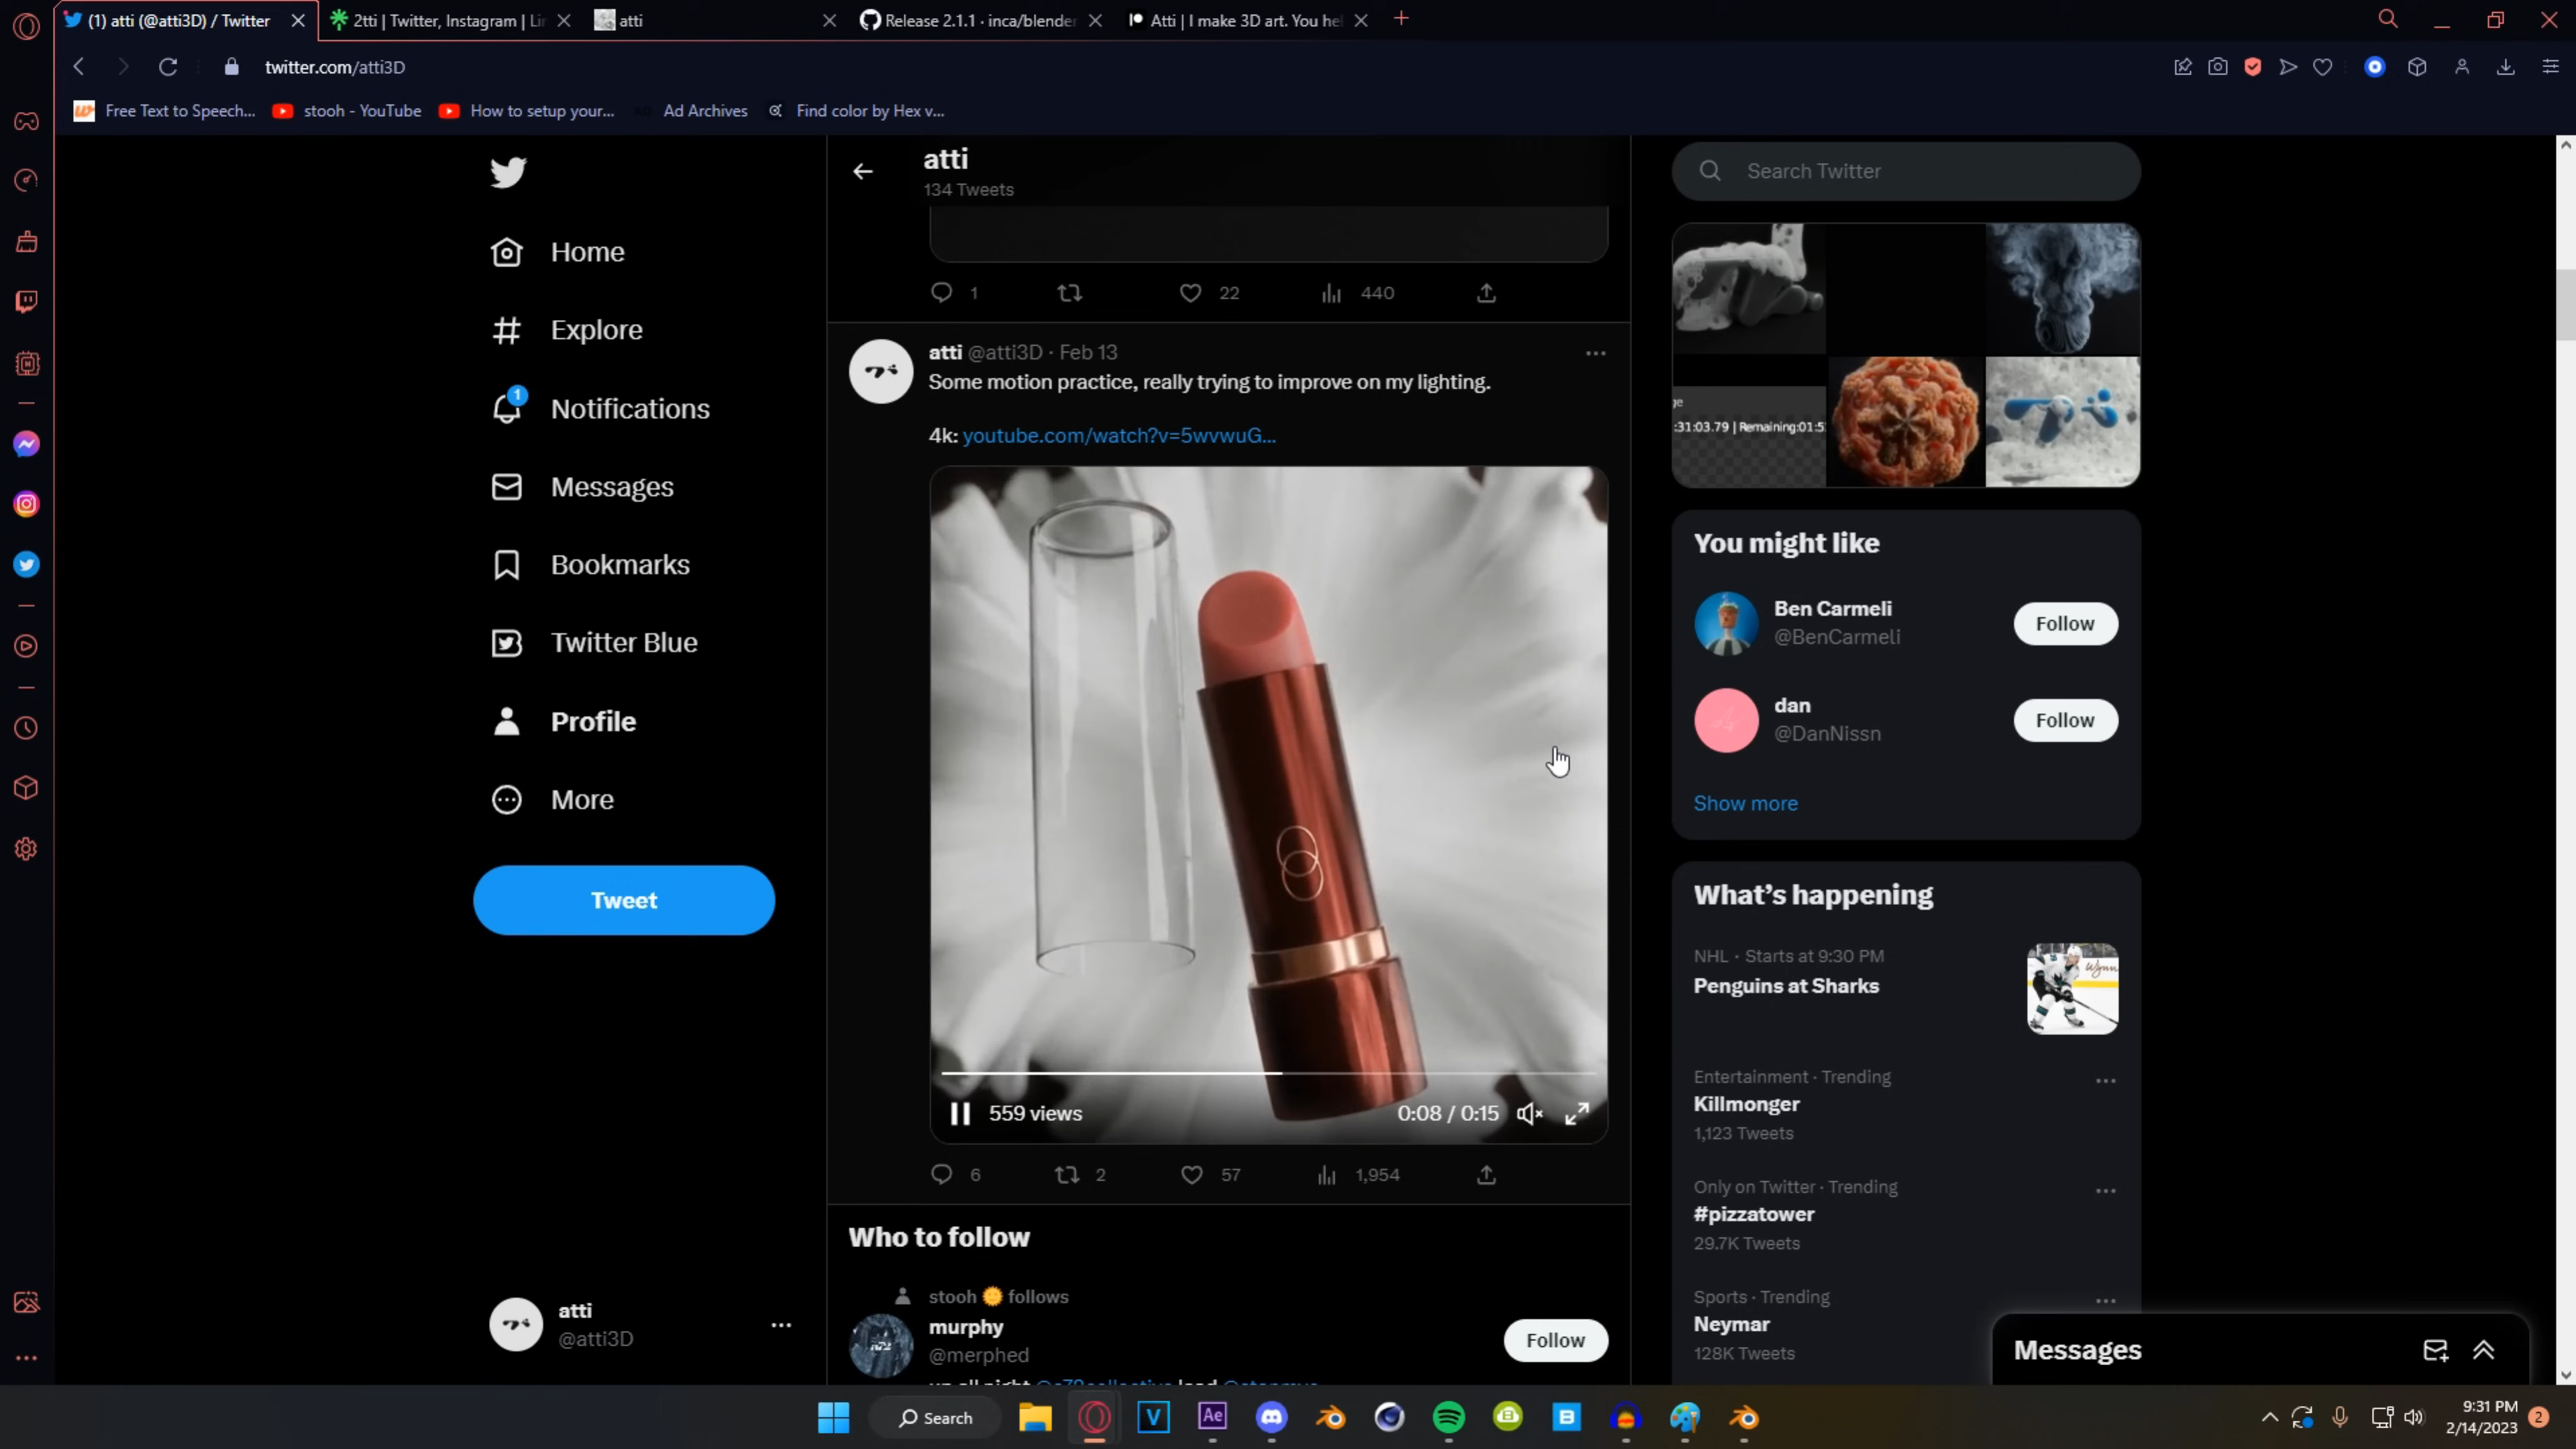 (1) atti (@atti3D) / Twitter
2tti | Twitter, Instagram | Lin
atti
Release 2.1.1 · inca/blender
Atti | I make 3D art. You hel
twitter.com/atti3D
Free Text to Speech...
stooh - YouTube
How to setup your...
Ad Archives
Find color by Hex v...
Home
Explore
1
Notifications
Messages
Bookmarks
Twitter Blue
Profile
More
Tweet
atti
@atti3D
atti
134 Tweets
1
22
440
atti @atti3D · Feb 13
Some motion practice, really trying to improve on my lighting.
4k: youtube.com/watch?v=5wvwuG...
559 views
0:08 / 0:15
6
2
57
1,954
Who to follow
stooh follows
murphy
@merphed
Follow
Search Twitter
:31:03.79 | Remaining:01:5
You might like
Ben Carmeli
@BenCarmeli
Follow
dan
@DanNissn
Follow
Show more
What's happening
NHL · Starts at 9:30 PM
Penguins at Sharks
Entertainment · Trending
Killmonger
1,123 Tweets
Only on Twitter · Trending
#pizzatower
29.7K Tweets
Sports · Trending
Neymar
128K Tweets
Messages
Search
V
Ae
B
9:31 PM
2/14/2023
2